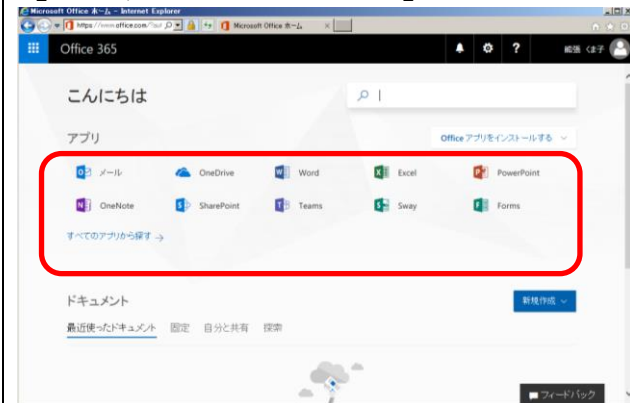 Microsoft Office ホーム - Internet Explorer
Microsoft Office ホーム
Office 365
?
こんにちは
アプリ
Office アプリをインストールする
メール OneDrive Word Excel PowerPoint
OneNote SharePoint Teams Sway Forms
すべてのアプリから探す →
ドキュメント
新規作成
最近使ったドキュメント 固定 自分と共有 探索
フィードバック